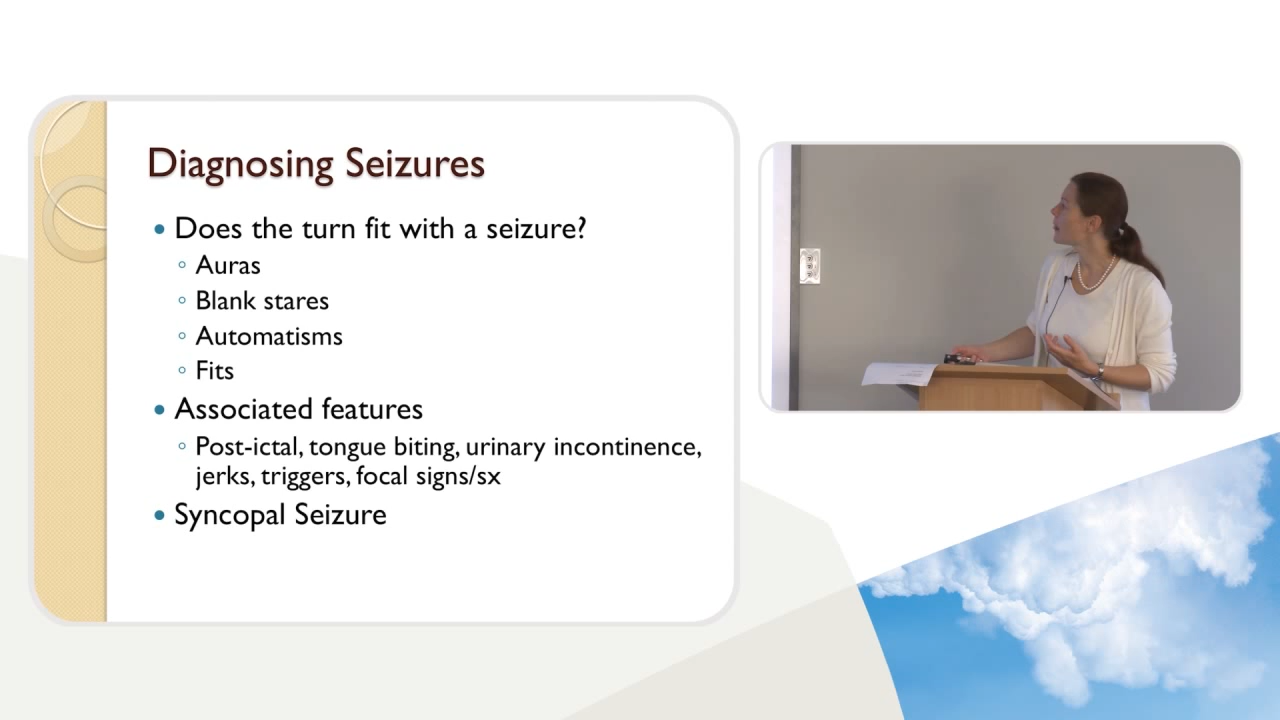 Diagnosing Seizures
• Does the turn fit with a seizure?
◦ Auras
◦ Blank stares
◦ Automatisms
◦ Fits
• Associated features
◦ Post-ictal, tongue biting, urinary incontinence,
jerks, triggers, focal signs/sx
• Syncopal Seizure